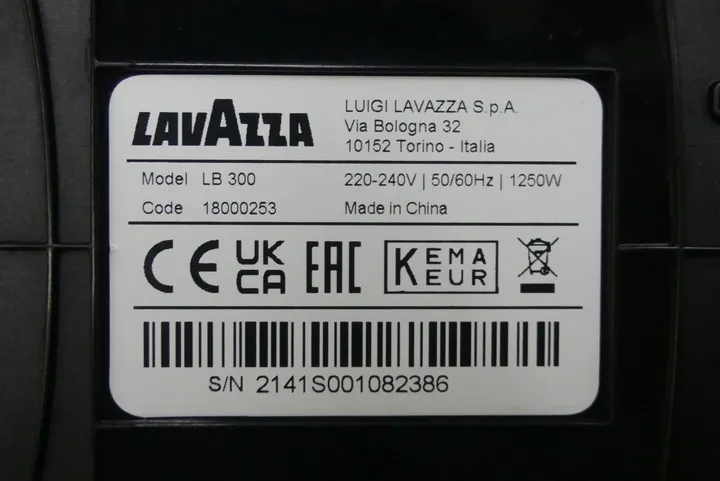 LAVAZZA
LUIGI LAVAZZA S.p.A.
Via Bologna 32
10152 Torino - Italia
Model LB 300
220-240V | 50/60Hz | 1250W
Code 18000253
Made in China
CE UK CA EAC KEMA EUR
S/N 2141S001082386